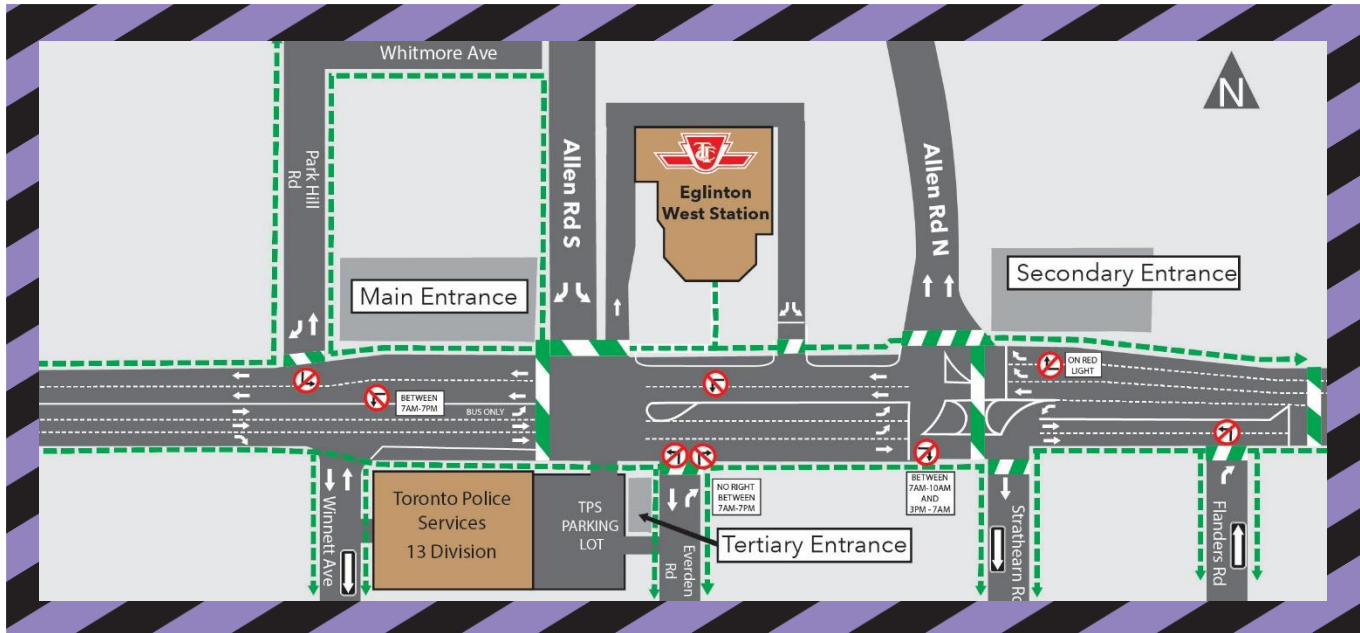 Whitmore Ave
N
Park Hill
Rd
Allen Rd S
TTC
Eglinton
West Station
Allen Rd N
Main Entrance
Secondary Entrance
ON RED
LIGHT
BETWEEN
7AM-7PM
BUS ONLY
NO RIGHT
BETWEEN
7AM-7PM
BETWEEN
7AM-10AM
AND
3PM - 7AM
Winnett Ave
Toronto Police
Services
13 Division
TPS
PARKING
LOT
Everden
Rd
Tertiary Entrance
Strathearn Rd
Flanders Rd